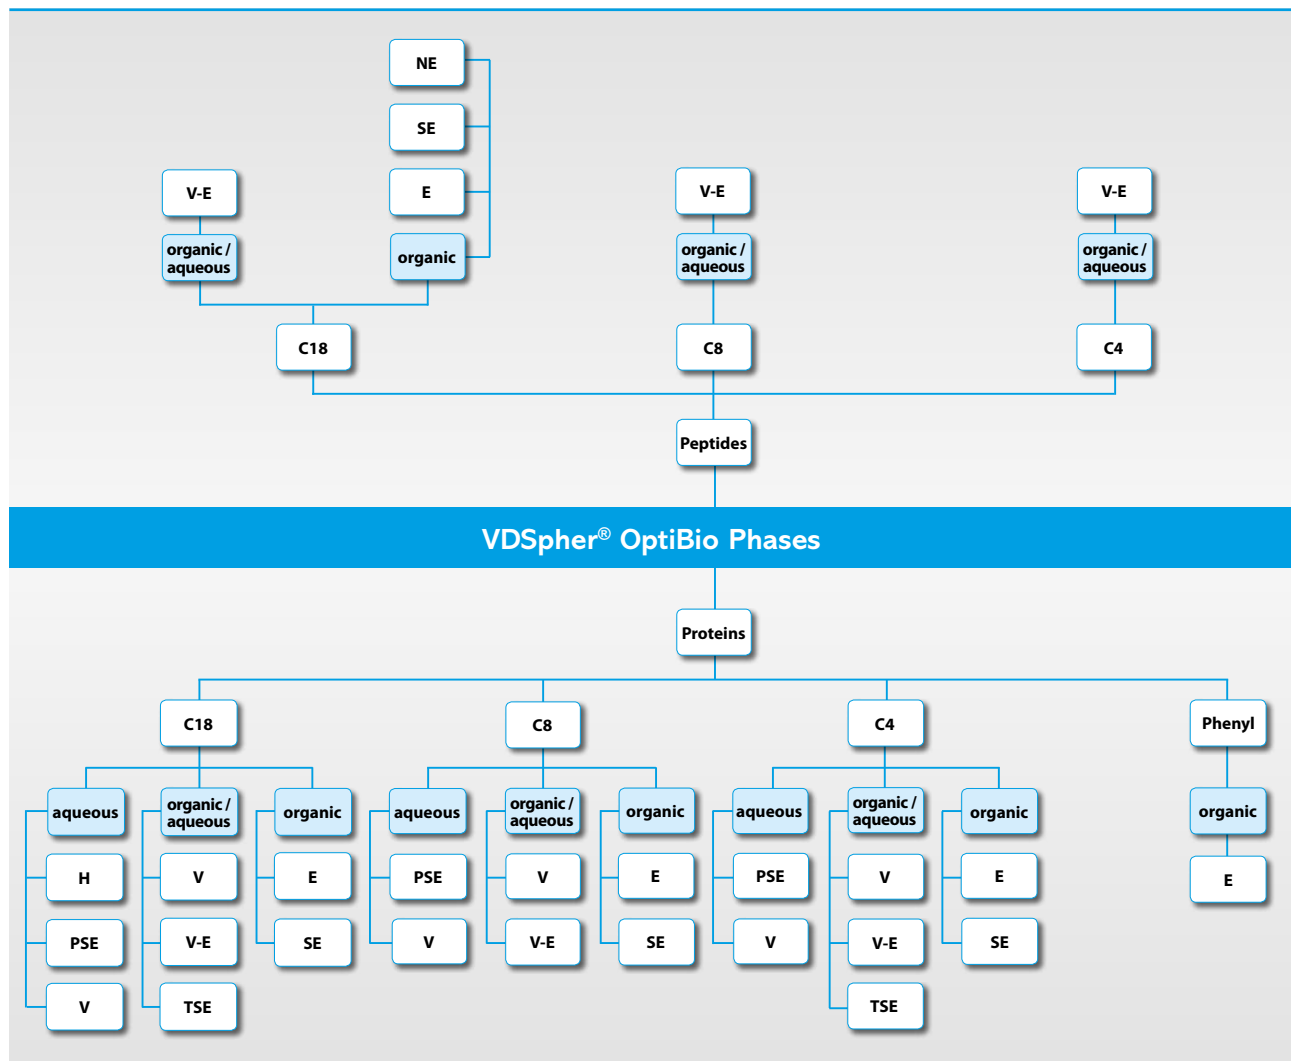 NE
SE
V-E
E
V-E
V-E
organic /
aqueous
organic
organic /
aqueous
organic /
aqueous
C18
C8
C4
Peptides
VDSpher® OptiBio Phases
Proteins
C18
C8
C4
Phenyl
aqueous
organic /
aqueous
organic
aqueous
organic /
aqueous
organic
aqueous
organic /
aqueous
organic
organic
H
V
E
PSE
V
E
PSE
V
E
E
PSE
V-E
SE
V
V-E
SE
V
V-E
SE
V
TSE
TSE